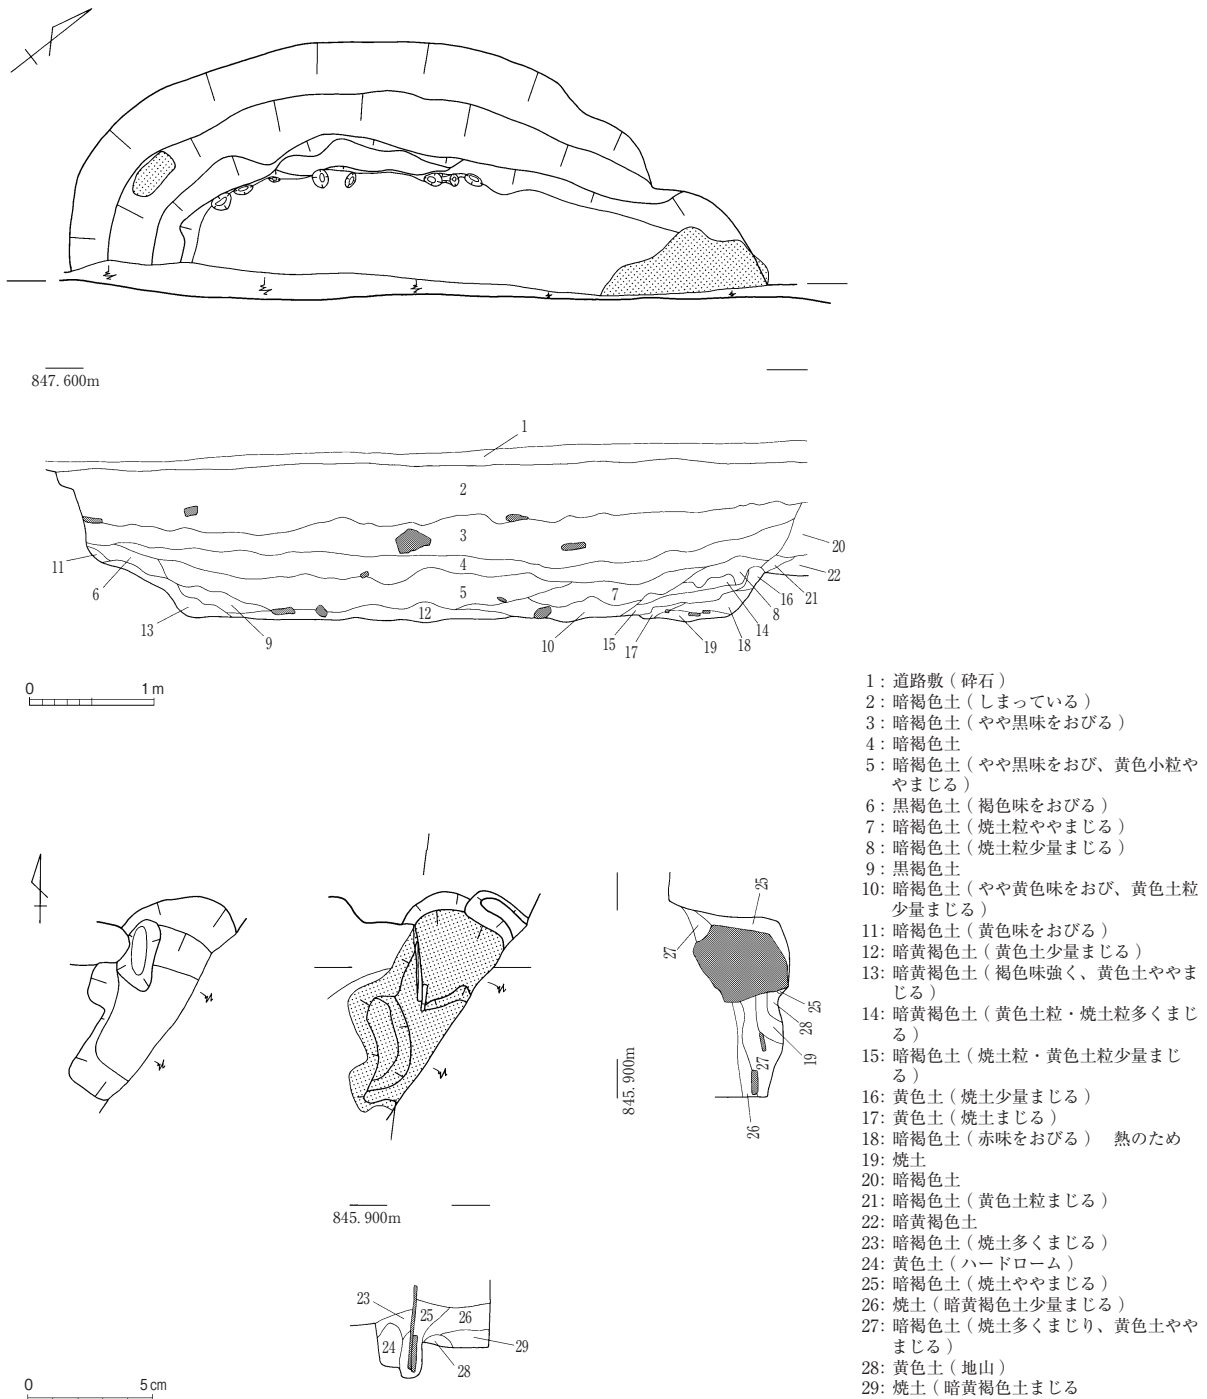 847. 600m
1
2
3
4
5
12
7
11
6
13
9
10
15
17
19
18
14
8
16
21
22
20
0 1 m
1 : 道路敷（砕石）
2 : 暗褐色土（しまっている）
3 : 暗褐色土（やや黒味をおびる）
4 : 暗褐色土
5 : 暗褐色土（やや黒味をおび、黄色小粒や
やまじる）
6 : 黒褐色土（褐色味をおびる）
7 : 暗褐色土（焼土粒ややまじる）
8 : 暗褐色土（焼土粒少量まじる）
9 : 黒褐色土
10: 暗褐色土（やや黄色味をおび、黄色土粒
少量まじる）
11: 暗褐色土（黄色味をおびる）
12: 暗黄褐色土（黄色土少量まじる）
13: 暗黄褐色土（褐色味強く、黄色土ややま
じる）
14: 暗黄褐色土（黄色土粒・焼土粒多くまじ
る）
15: 暗褐色土（焼土粒・黄色土粒少量まじ
る）
16: 黄色土（焼土少量まじる）
17: 黄色土（焼土まじる）
18: 暗褐色土（赤味をおびる）　熱のため
19: 焼土
20: 暗褐色土
21: 暗褐色土（黄色土粒まじる）
22: 暗黄褐色土
23: 暗褐色土（焼土多くまじる）
24: 黄色土（ハードローム）
25: 暗褐色土（焼土ややまじる）
26: 焼土（暗黄褐色土少量まじる）
27: 暗褐色土（焼土多くまじり、黄色土やや
まじる）
28: 黄色土（地山）
29: 焼土（暗黄褐色土まじる
25
27
25
28
19
27
26
845. 900m
845. 900m
23
25
26
24
29
28
0 5 cm